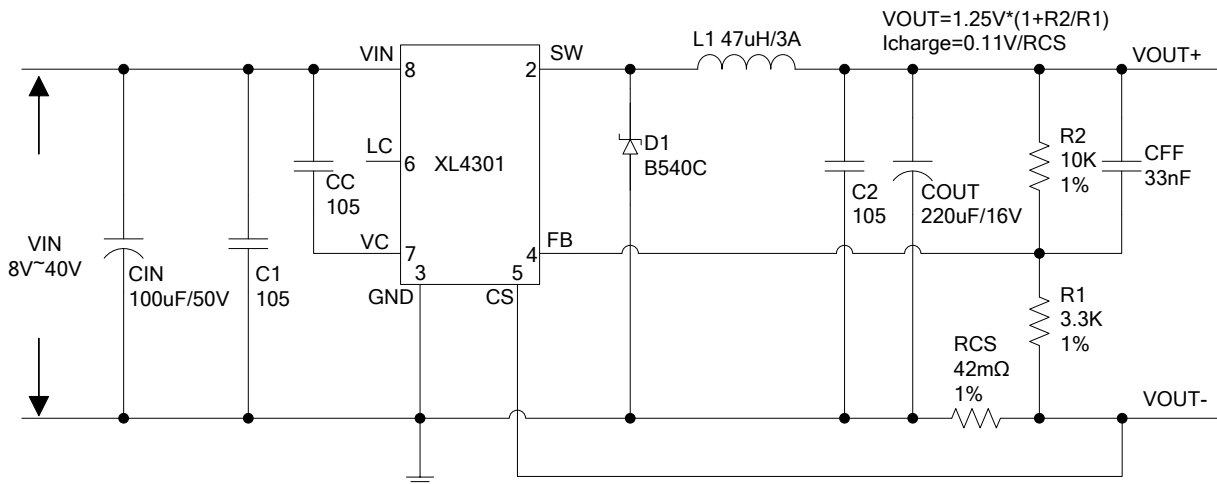 VOUT=1.25V*(1+R2/R1)
Icharge=0.11V/RCS
L1 47uH/3A
VIN
8
2
SW
VOUT+
LC
6
XL4301
CC
105
D1
B540C
R2
10K
1%
CFF
33nF
C2
105
COUT
220uF/16V
VC
7
4
FB
VIN
8V~40V
CIN
100uF/50V
C1
105
3
5
GND
CS
R1
3.3K
1%
RCS
42mΩ
1%
VOUT-